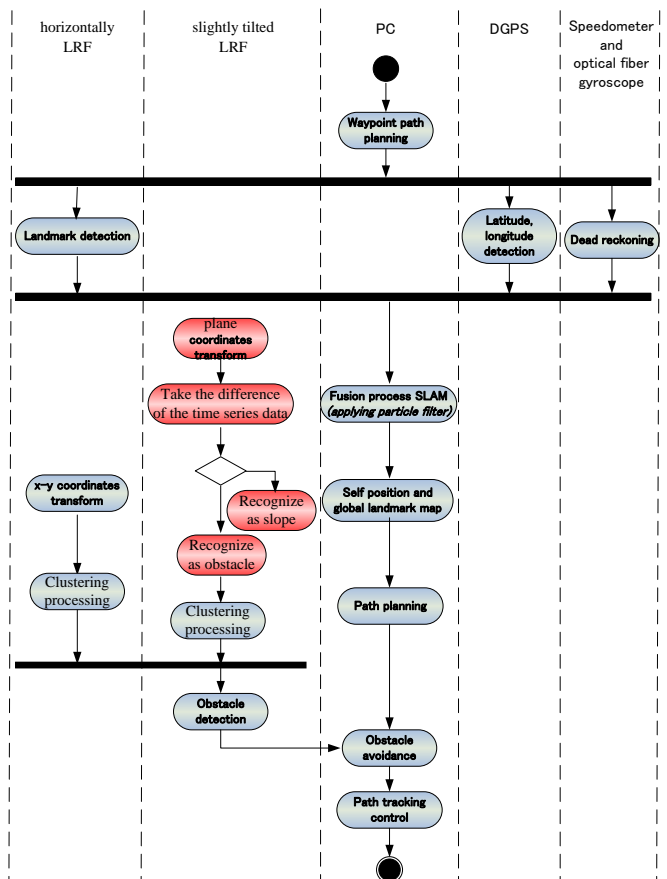 horizontally
LRF
slightly tilted
LRF
PC
DGPS
Speedometer
and
optical fiber
gyroscope
Waypoint path
planning
Landmark detection
Latitude,
longitude
detection
Dead reckoning
plane
coordinates
transform
Take the difference
of the time series data
Fusion process SLAM
(applying particle filter)
x-y coordinates
transform
Recognize
as slope
Self position and
global landmark map
Recognize
as obstacle
Clustering
processing
Clustering
processing
Path planning
Obstacle
detection
Obstacle
avoidance
Path tracking
control